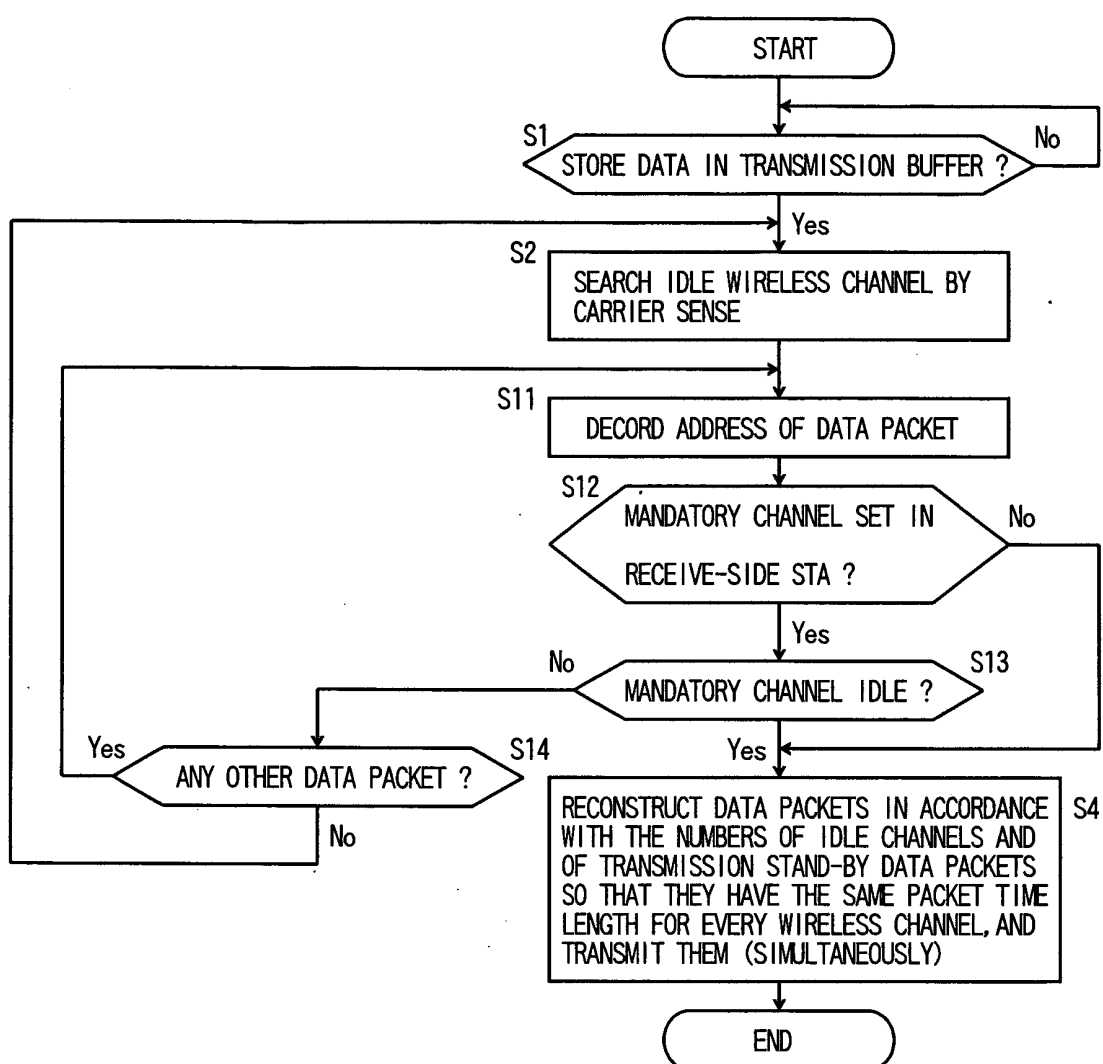 START
S1
No
STORE DATA IN TRANSMISSION BUFFER ?
Yes
S2
SEARCH IDLE WIRELESS CHANNEL BY
CARRIER SENSE
S11
DECORD ADDRESS OF DATA PACKET
S12
MANDATORY CHANNEL SET IN
RECEIVE-SIDE STA ?
No
Yes
No
S13
MANDATORY CHANNEL IDLE ?
Yes
Yes
S14
ANY OTHER DATA PACKET ?
No
RECONSTRUCT DATA PACKETS IN ACCORDANCE
WITH THE NUMBERS OF IDLE CHANNELS AND
OF TRANSMISSION STAND-BY DATA PACKETS
SO THAT THEY HAVE THE SAME PACKET TIME
LENGTH FOR EVERY WIRELESS CHANNEL, AND
TRANSMIT THEM (SIMULTANEOUSLY)
S4
END